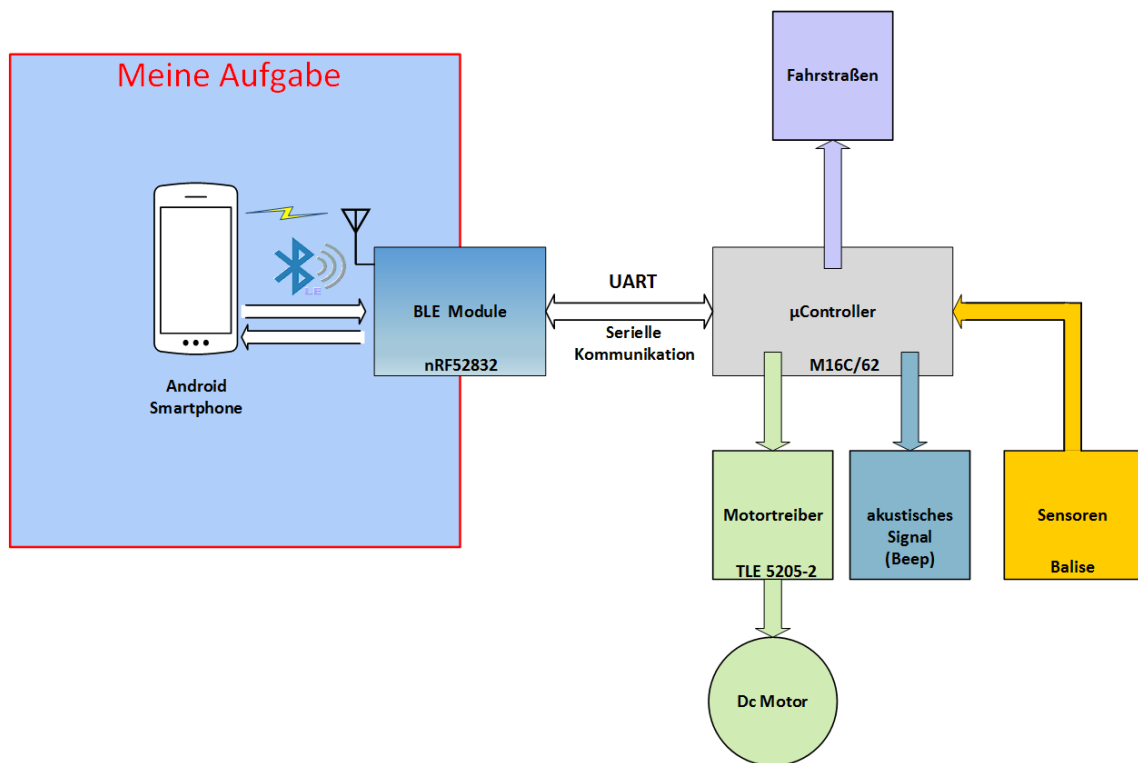 Meine Aufgabe
Fahrstraßen
LE
BLE Module
nRF52832
UART
Serielle
Kommunikation
µController
M16C/62
Android
Smartphone
Motortreiber
TLE 5205-2
akustisches
Signal
(Beep)
Sensoren
Balise
Dc Motor